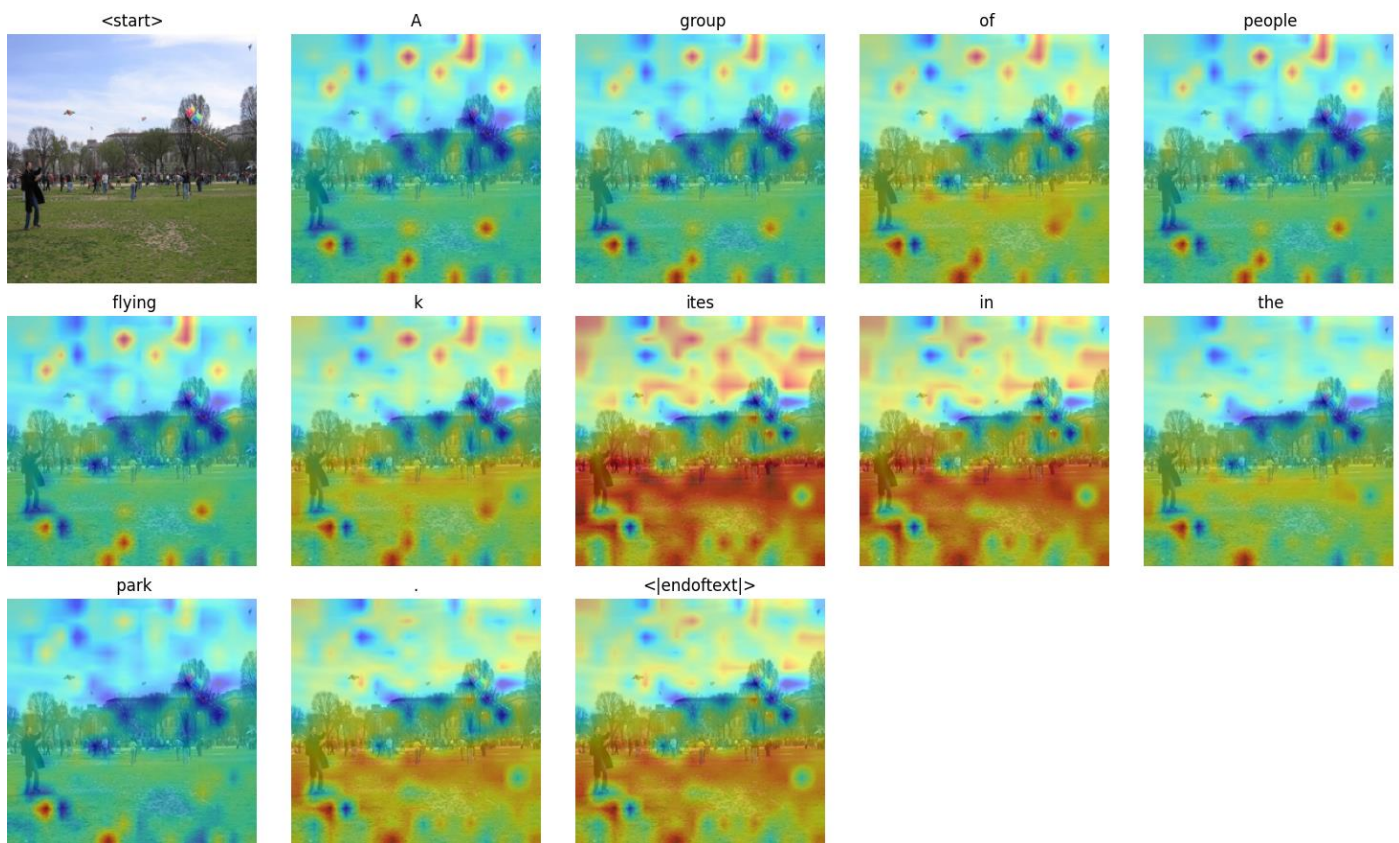 <start> A group of people
flying k ites in the
park . <|endoftext|>